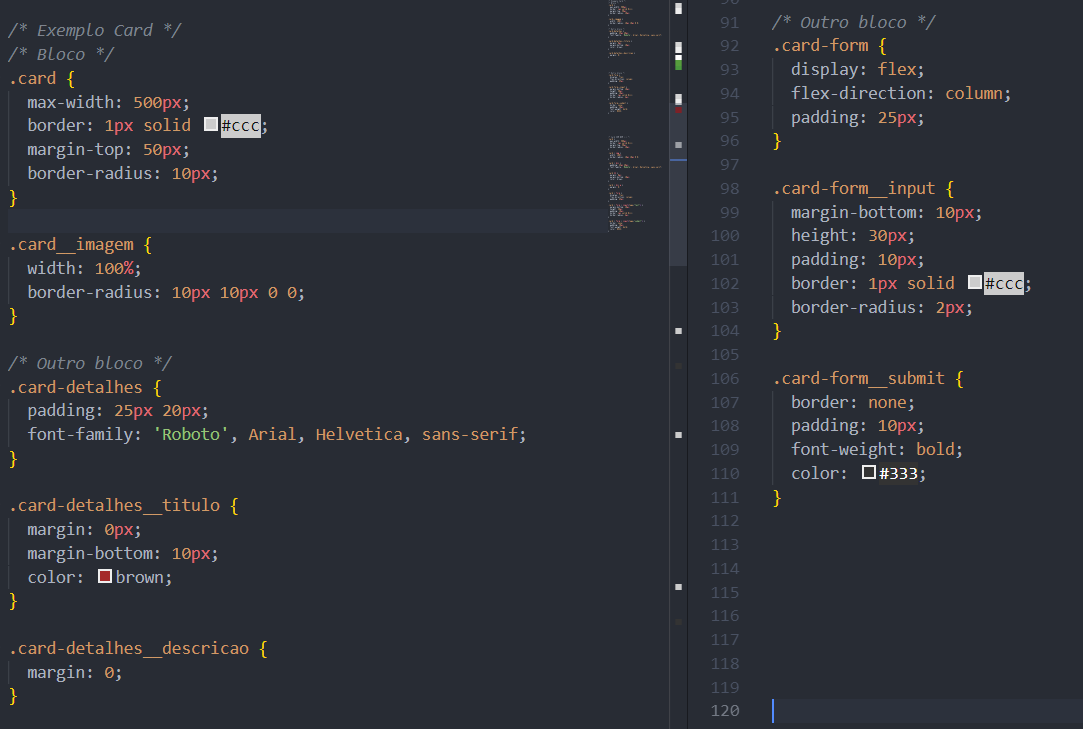 /* Exemplo Card */
/* Bloco */
.card {
  max-width: 500px;
  border: 1px solid #ccc;
  margin-top: 50px;
  border-radius: 10px;
}

.card__imagem {
  width: 100%;
  border-radius: 10px 10px 0 0;
}

/* Outro bloco */
.card-detalhes {
  padding: 25px 20px;
  font-family: 'Roboto', Arial, Helvetica, sans-serif;
}

.card-detalhes__titulo {
  margin: 0px;
  margin-bottom: 10px;
  color: brown;
}

.card-detalhes__descricao {
  margin: 0;
}

91 /* Outro bloco */
92 .card-form {
93   display: flex;
94   flex-direction: column;
95   padding: 25px;
96 }
97
98 .card-form__input {
99   margin-bottom: 10px;
100   height: 30px;
101   padding: 10px;
102   border: 1px solid #ccc;
103   border-radius: 2px;
104 }
105
106 .card-form__submit {
107   border: none;
108   padding: 10px;
109   font-weight: bold;
110   color: #333;
111 }
112
113
114
115
116
117
118
119
120